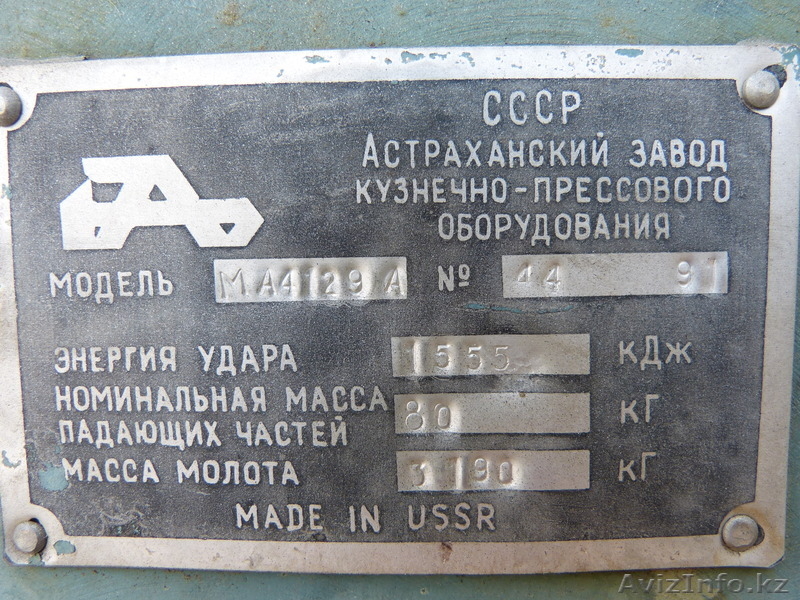 СССР
АСТРАХАНСКИЙ ЗАВОД
КУЗНЕЧНО-ПРЕССОВОГО
ОБОРУДОВАНИЯ
МОДЕЛЬ МА4129А № 44 91
ЭНЕРГИЯ УДАРА 1555 кДж
НОМИНАЛЬНАЯ МАССА
ПАДАЮЩИХ ЧАСТЕЙ 80 кГ
МАССА МОЛОТА 3190 кГ
MADE IN USSR
AvizInfo.kz